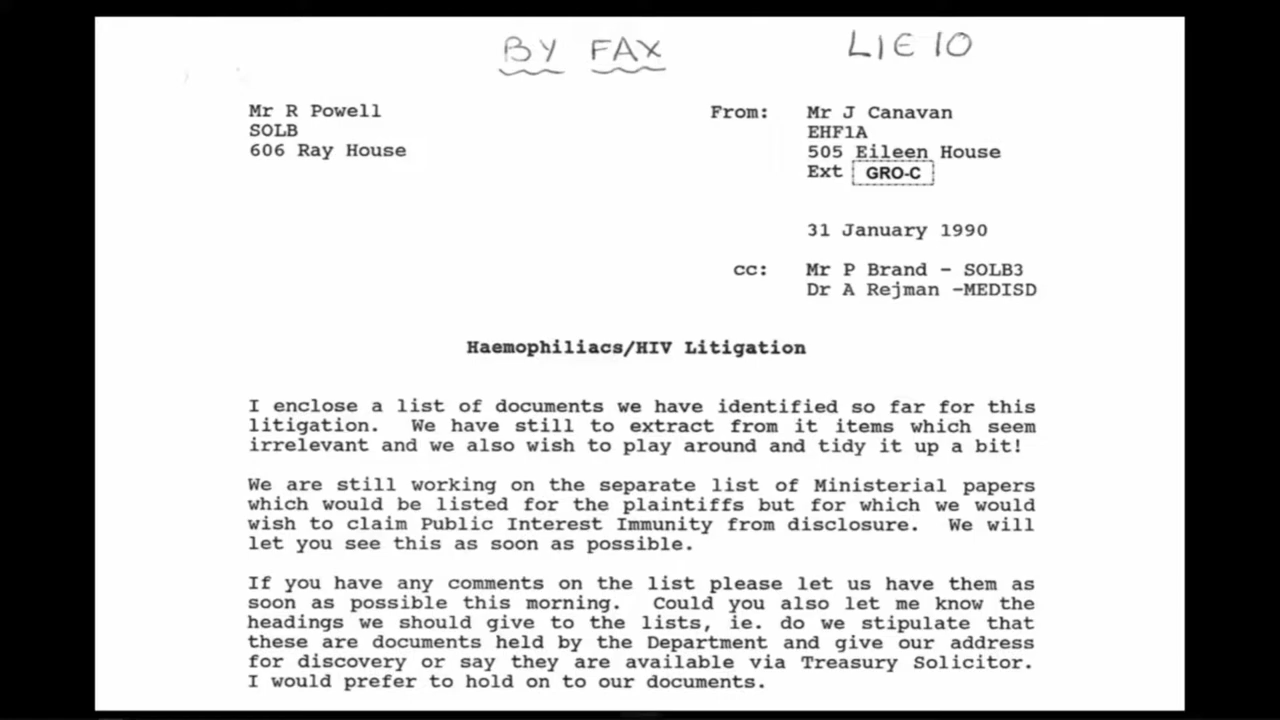 BY FAX
LIE 10
Mr R Powell
SOLB
606 Ray House
From: Mr J Canavan
EHF1A
505 Eileen House
Ext GRO-C
31 January 1990
cc: Mr P Brand - SOLB3
Dr A Rejman -MEDISD
Haemophiliacs/HIV Litigation
I enclose a list of documents we have identified so far for this
litigation. We have still to extract from it items which seem
irrelevant and we also wish to play around and tidy it up a bit!
We are still working on the separate list of Ministerial papers
which would be listed for the plaintiffs but for which we would
wish to claim Public Interest Immunity from disclosure. We will
let you see this as soon as possible.
If you have any comments on the list please let us have them as
soon as possible this morning. Could you also let me know the
headings we should give to the lists, ie. do we stipulate that
these are documents held by the Department and give our address
for discovery or say they are available via Treasury Solicitor.
I would prefer to hold on to our documents.